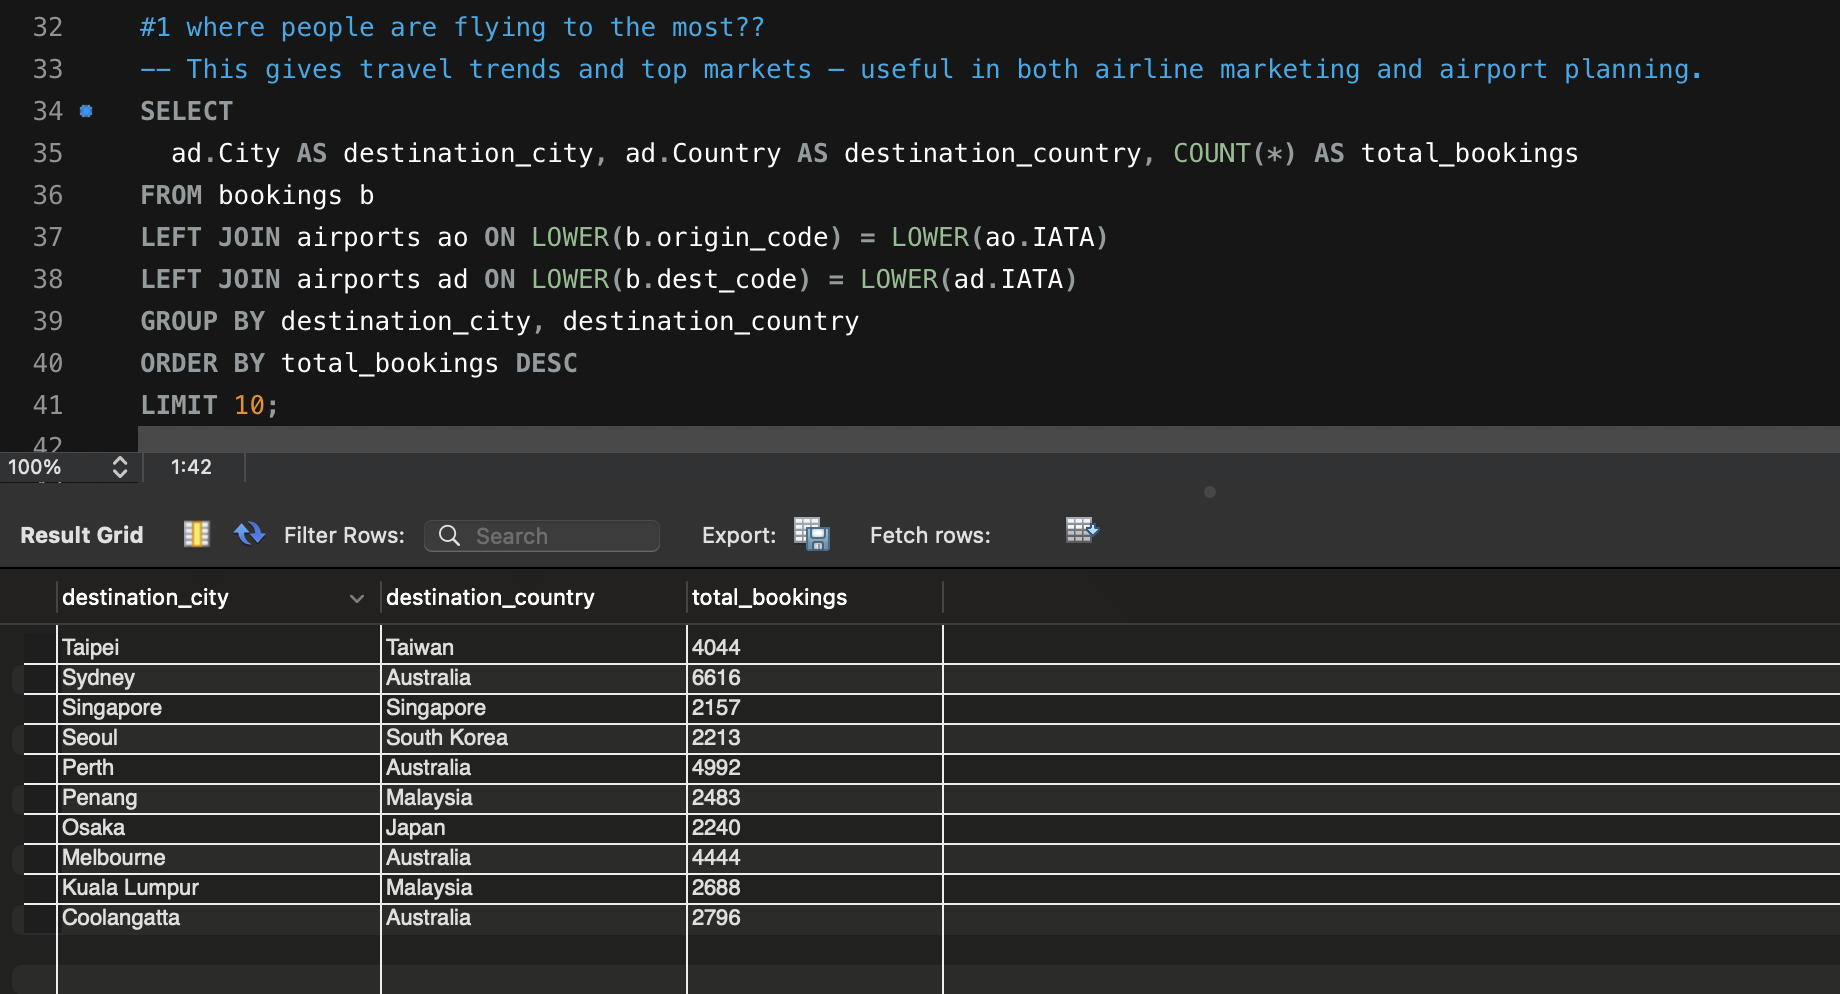 32 #1 where people are flying to the most??
33 -- This gives travel trends and top markets — useful in both airline marketing and airport planning.
34 SELECT
35 ad.City AS destination_city, ad.Country AS destination_country, COUNT(*) AS total_bookings
36 FROM bookings b
37 LEFT JOIN airports ao ON LOWER(b.origin_code) = LOWER(ao.IATA)
38 LEFT JOIN airports ad ON LOWER(b.dest_code) = LOWER(ad.IATA)
39 GROUP BY destination_city, destination_country
40 ORDER BY total_bookings DESC
41 LIMIT 10;
42
100% 1:42
Result Grid Filter Rows: Search Export: Fetch rows:
destination_city destination_country total_bookings
Taipei Taiwan 4044
Sydney Australia 6616
Singapore Singapore 2157
Seoul South Korea 2213
Perth Australia 4992
Penang Malaysia 2483
Osaka Japan 2240
Melbourne Australia 4444
Kuala Lumpur Malaysia 2688
Coolangatta Australia 2796